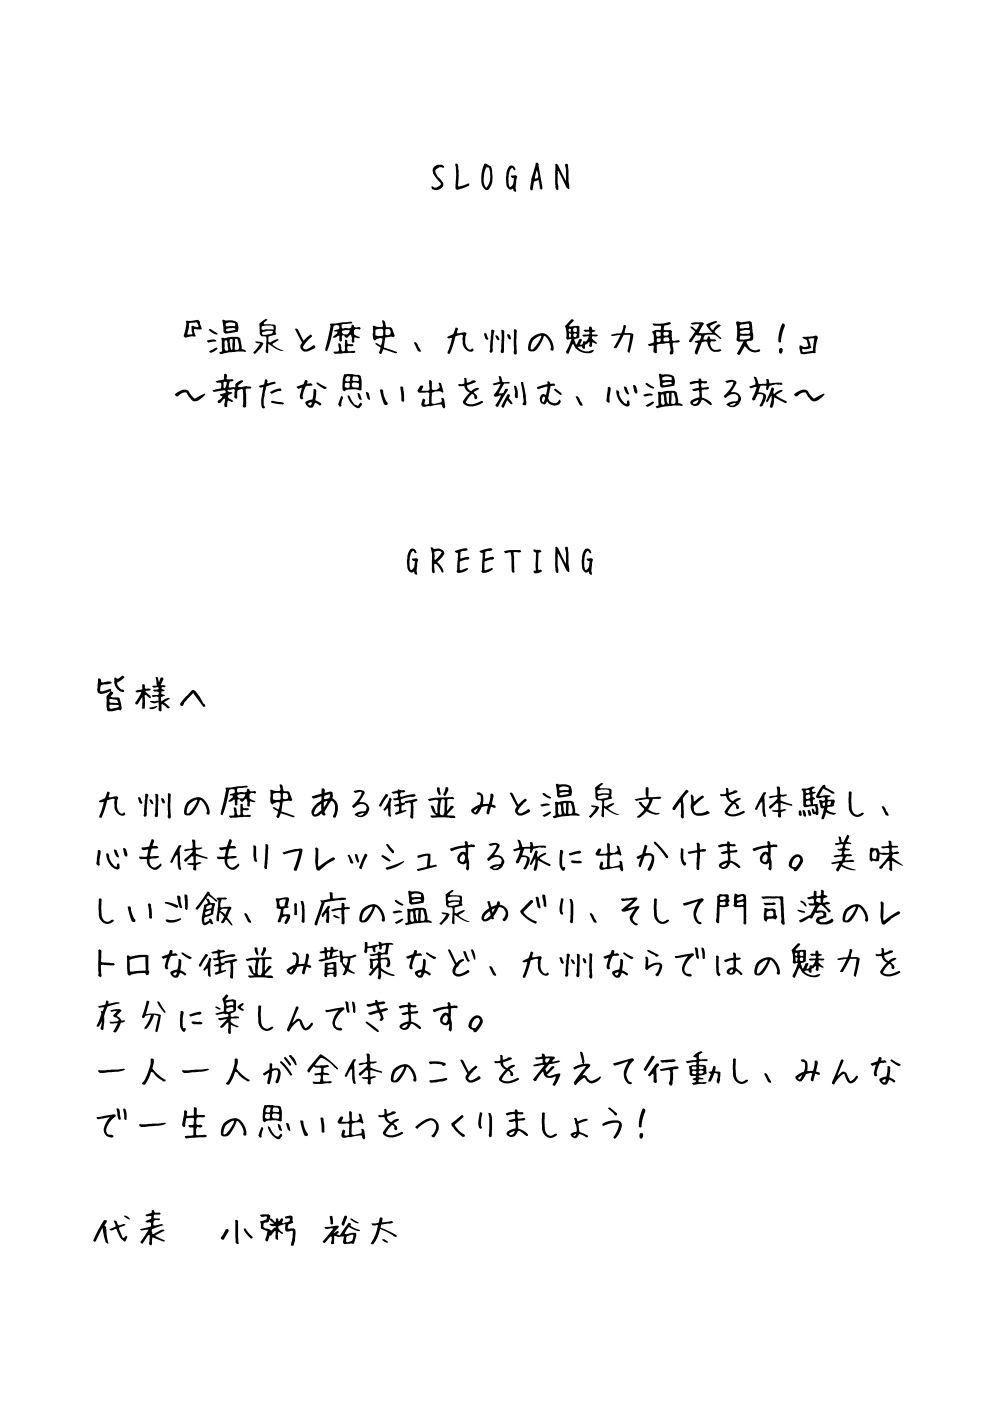 SLOGAN
『温泉と歴史、九州の魅力再発見！』
～新たな思い出を刻む、心温まる旅～
GREETING
皆様へ
九州の歴史ある街並みと温泉文化を体験し、
心も体もリフレッシュする旅に出かけます。美味
しいご飯、別府の温泉めぐり、そして門司港のレ
トロな街並み散策など、九州ならではの魅力を
存分に楽しんできます。
一人一人が全体のことを考えて行動し、みんな
で一生の思い出をつくりましょう！
代表　小粥 裕太